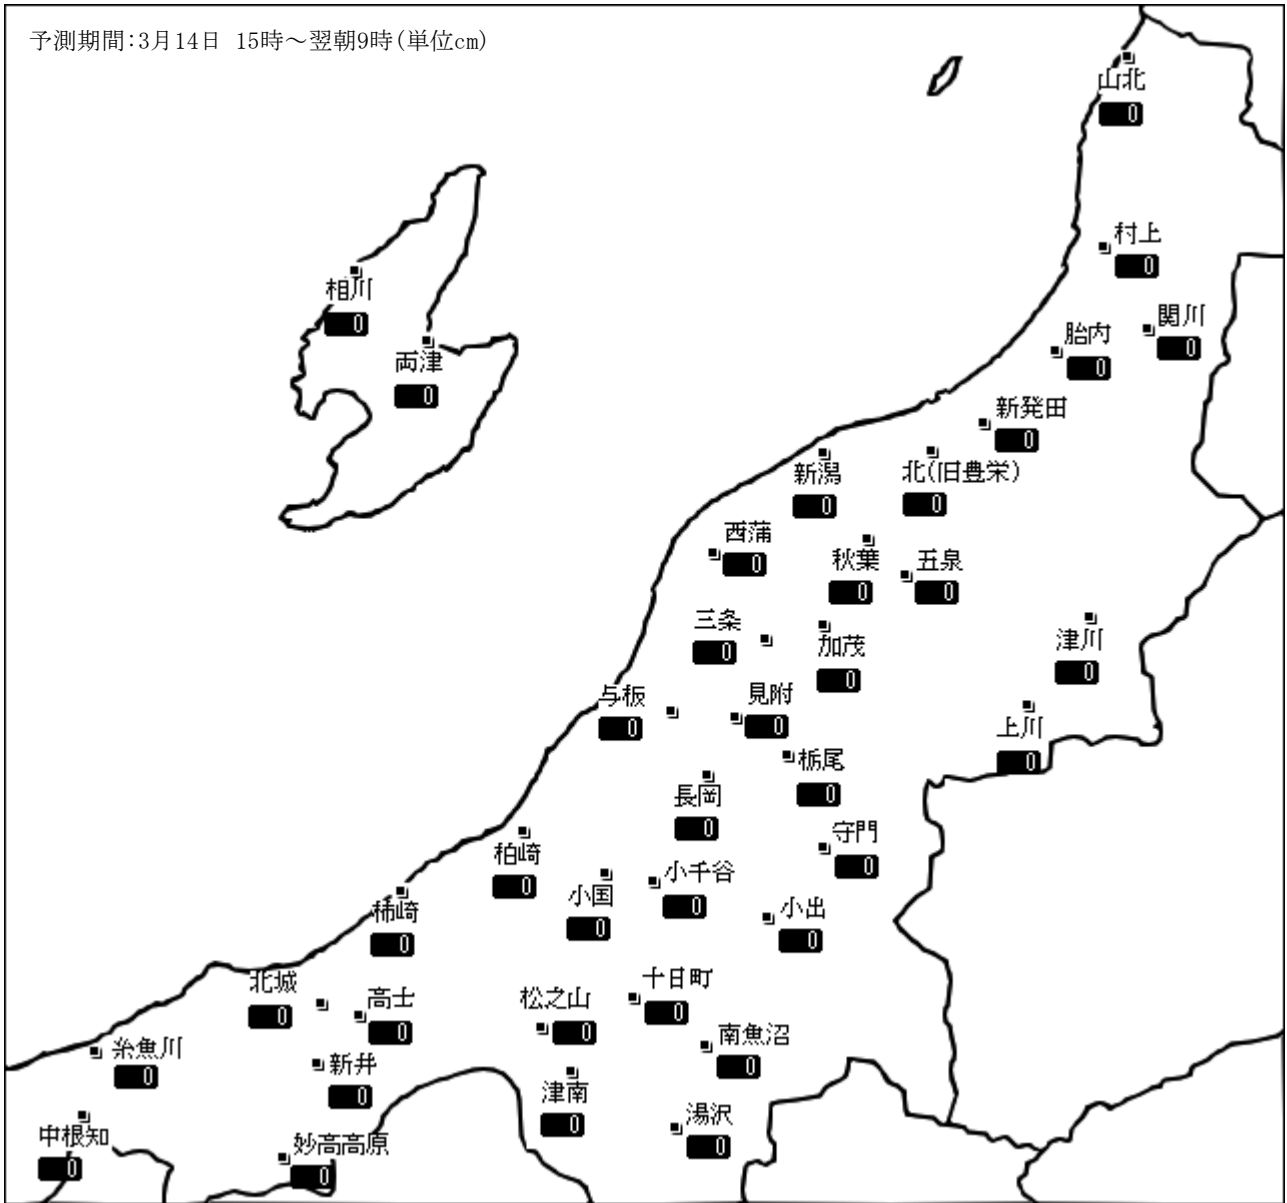 予測期間:3月14日 15時～翌朝9時(単位cm)
山北
0
村上
0
相川
0
関川
0
胎内
0
両津
0
新発田
0
新潟
0
北(旧豊栄)
0
西蒲
0
秋葉
0
五泉
0
三条
0
加茂
0
津川
0
与板
0
見附
0
上川
0
栃尾
0
長岡
0
守門
0
柏崎
0
小千谷
0
小国
0
小出
0
柿崎
0
北城
0
高士
0
松之山
0
十日町
0
南魚沼
0
糸魚川
0
新井
0
津南
0
湯沢
0
中根知
0
妙高高原
0